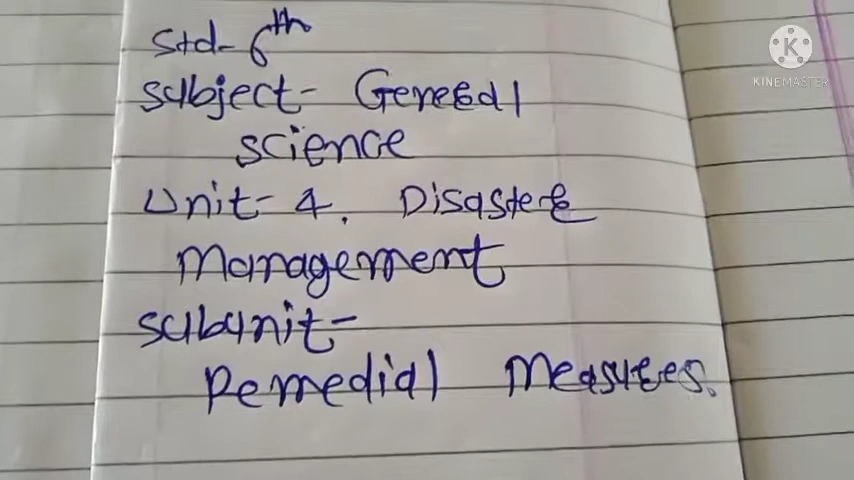 Std- 6th
Subject- General
science
Unit- 4. Disaster
Management
Subunit-
Remedial Measures.
KINEMASTER